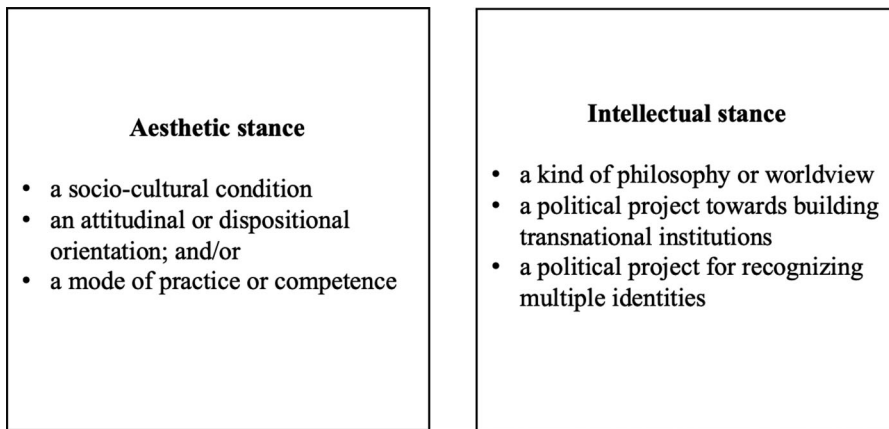 Aesthetic stance
• a socio-cultural condition
• an attitudinal or dispositional
orientation; and/or
• a mode of practice or competence
Intellectual stance
• a kind of philosophy or worldview
• a political project towards building
transnational institutions
• a political project for recognizing
multiple identities